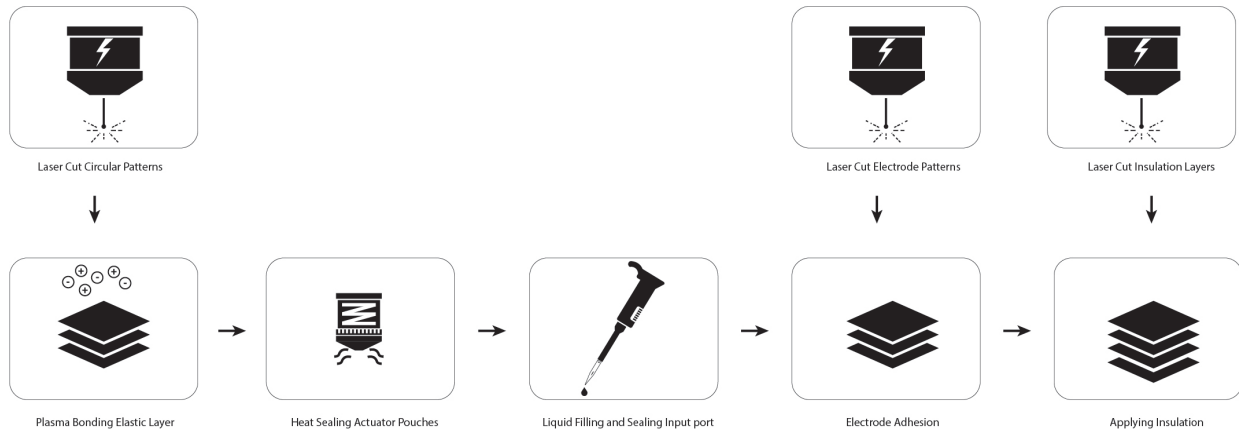 Laser Cut Circular Patterns
Laser Cut Electrode Patterns
Laser Cut Insulation Layers
Plasma Bonding Elastic Layer
Heat Sealing Actuator Pouches
Liquid Filling and Sealing Input port
Electrode Adhesion
Applying Insulation